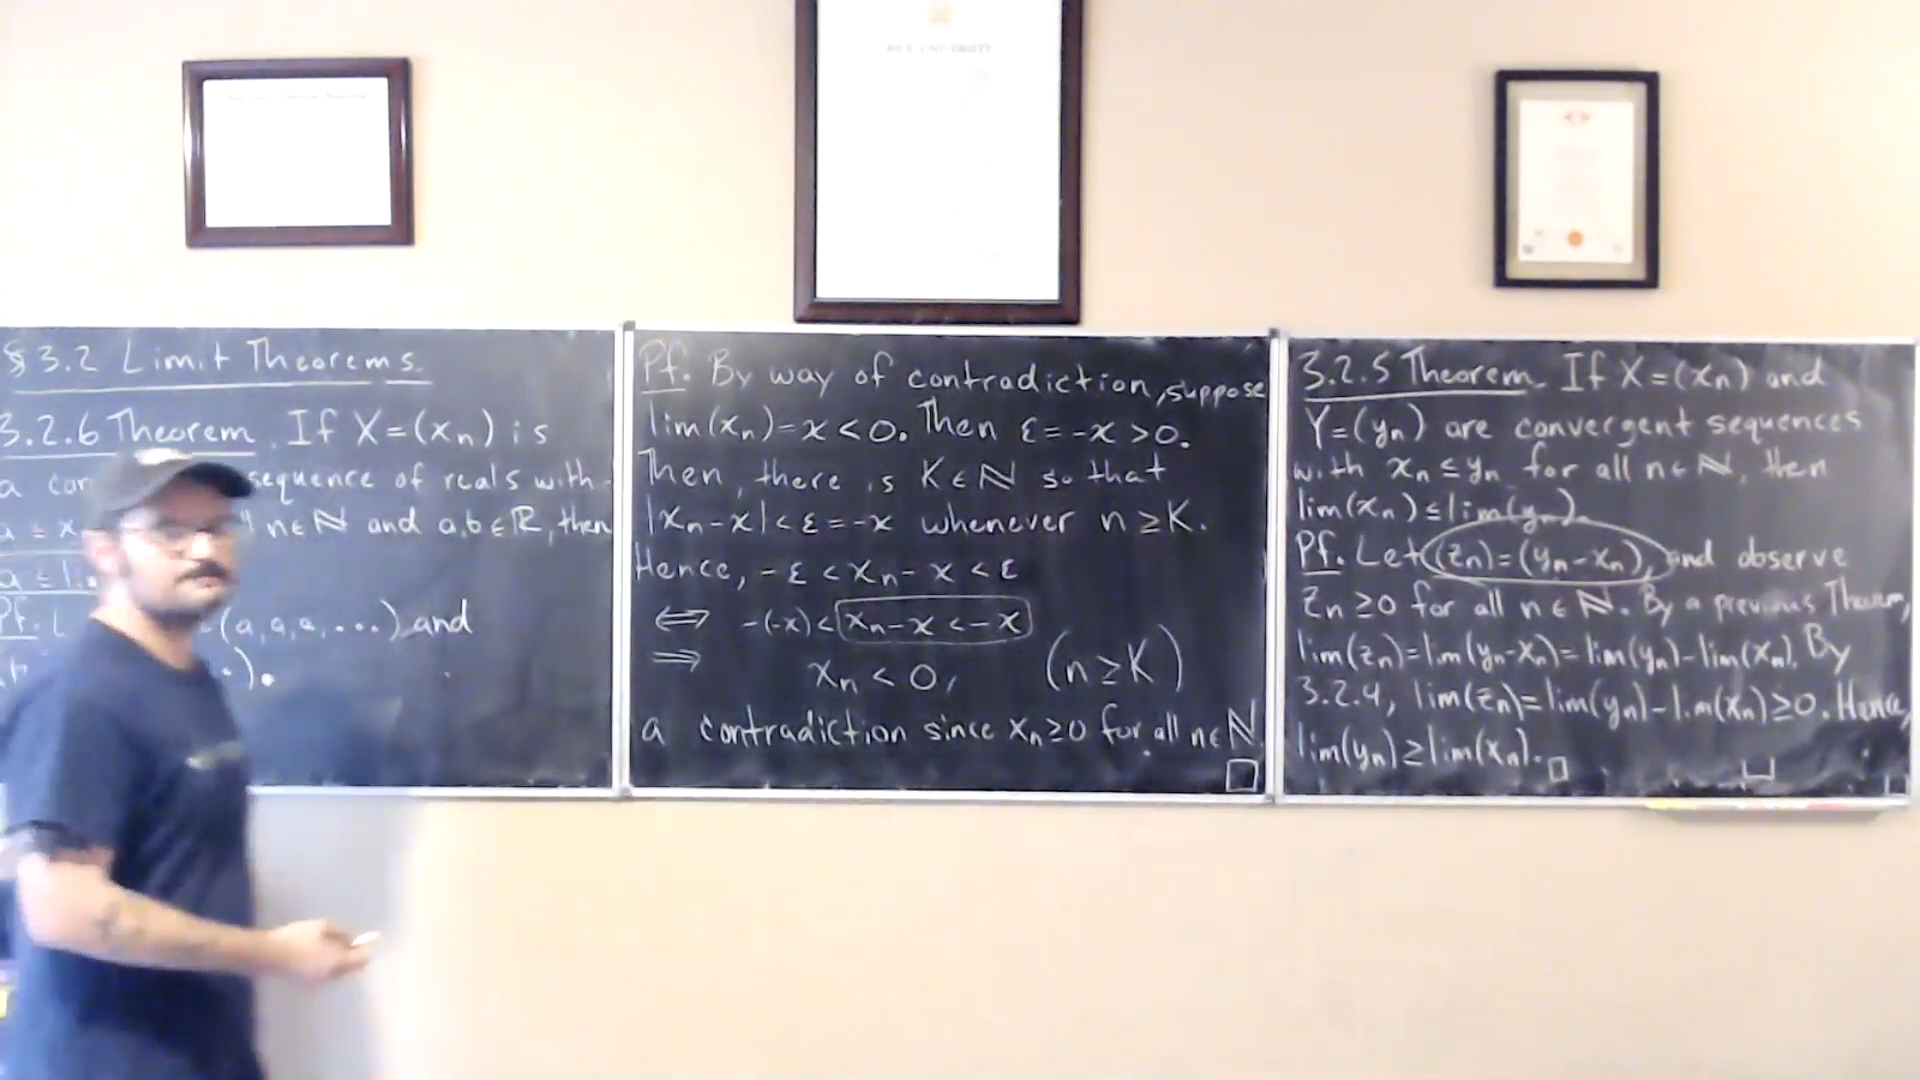 §3.2 Limit Theorems.
3.2.6 Theorem. If X=(xₙ) is
a sequence of reals with
a ≤ x n∈ℕ and a,b∈ℝ, then
a ≤
Pf. (a,a,a,...) and
).
Pf. By way of contradiction, suppose
lim(xₙ)=x<0. Then ε=-x>0.
Then, there is K∈ℕ so that
|xₙ-x|<ε=-x whenever n≥K.
Hence, -ε<xₙ-x<ε
⟺ -(-x)<xₙ-x<-x
⟹ xₙ<0, (n≥K)
a contradiction since xₙ≥0 for all n∈ℕ.
□
3.2.5 Theorem. If X=(xₙ) and
Y=(yₙ) are convergent sequences
with xₙ≤yₙ for all n∈ℕ, then
lim(xₙ)≤lim(yₙ).
Pf. Let (zₙ)=(yₙ-xₙ), and observe
zₙ≥0 for all n∈ℕ. By a previous Theorem,
lim(zₙ)=lim(yₙ-xₙ)=lim(yₙ)-lim(xₙ). By
3.2.4, lim(zₙ)=lim(yₙ)-lim(xₙ)≥0. Hence,
lim(yₙ)≥lim(xₙ). □